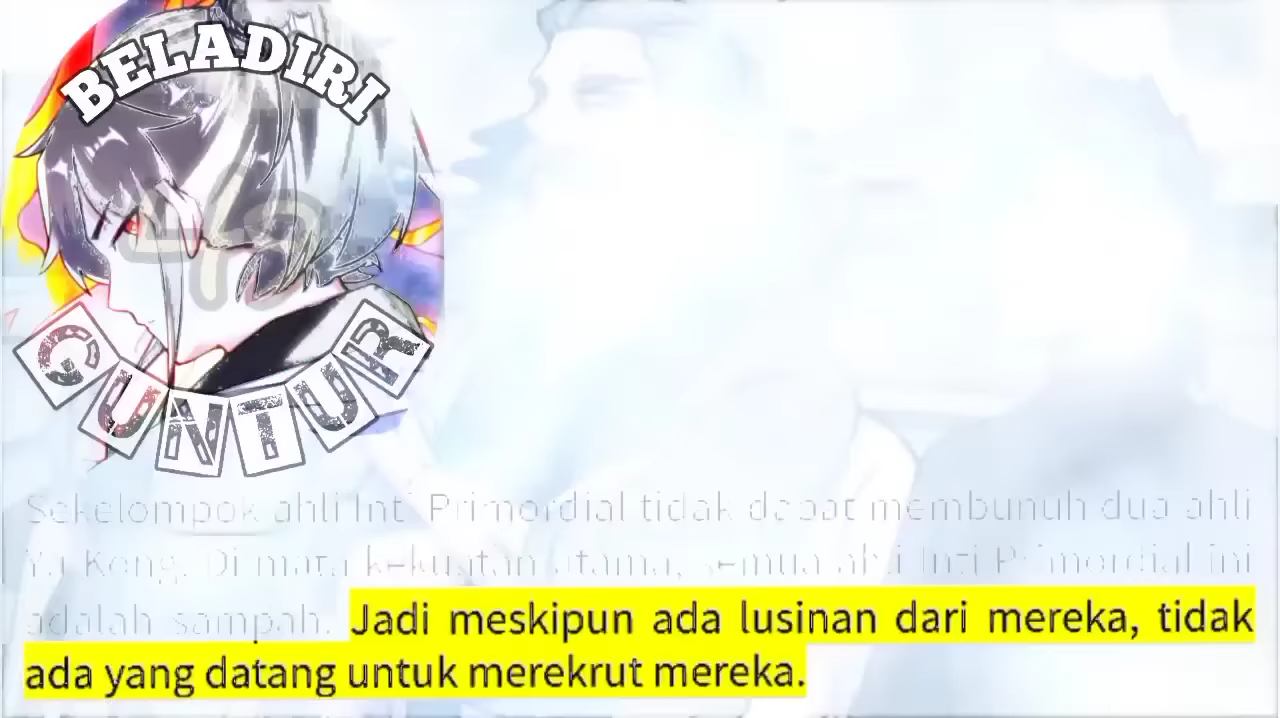 BELADIRI
GUNTUR
Sekelompok ahli Inti Primordial tidak dapat membunuh dua ahli
Ya Kong. Di mata kekuatan utama, semua ahli Inti Primordial ini
adalah sampah. Jadi meskipun ada lusinan dari mereka, tidak
ada yang datang untuk merekrut mereka.